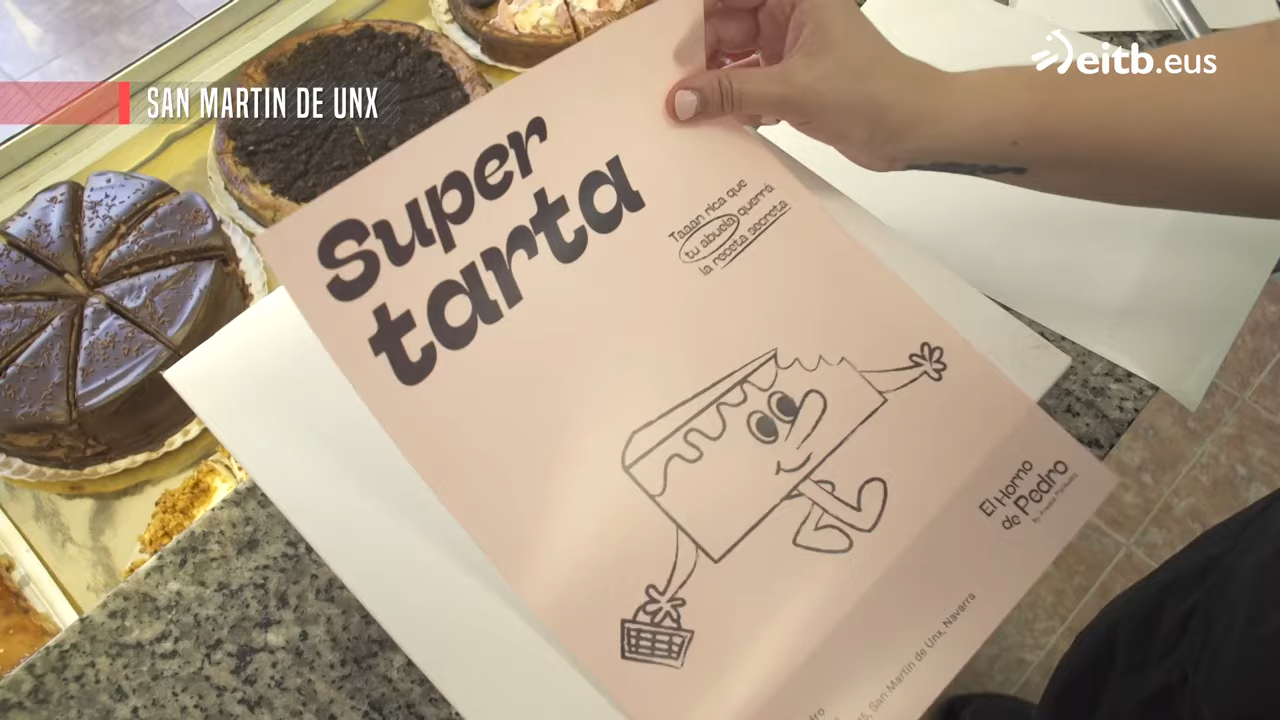 eitb.eus
SAN MARTIN DE UNX
Super
tarta
Taaan rica que
tu abuela querrá
la receta secreta
El Horno
de Pedro
San Martín de Unx, Navarra